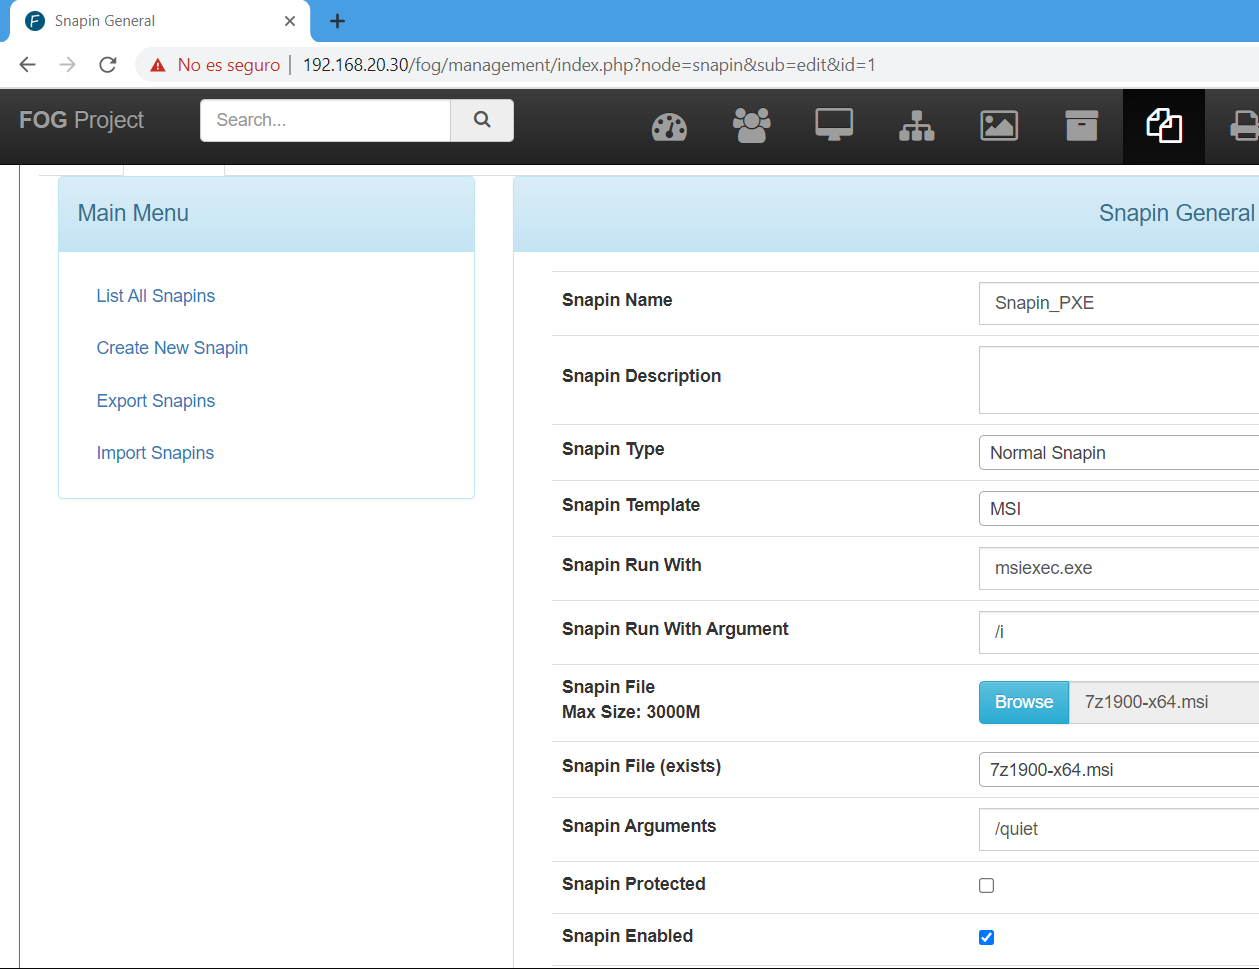 Snapin General
No es seguro | 192.168.20.30/fog/management/index.php?node=snapin&sub=edit&id=1
FOG Project
Search...
Main Menu
List All Snapins
Create New Snapin
Export Snapins
Import Snapins
Snapin General
Snapin Name
Snapin_PXE
Snapin Description
Snapin Type
Normal Snapin
Snapin Template
MSI
Snapin Run With
msiexec.exe
Snapin Run With Argument
/i
Snapin File
Max Size: 3000M
Browse
7z1900-x64.msi
Snapin File (exists)
7z1900-x64.msi
Snapin Arguments
/quiet
Snapin Protected
Snapin Enabled